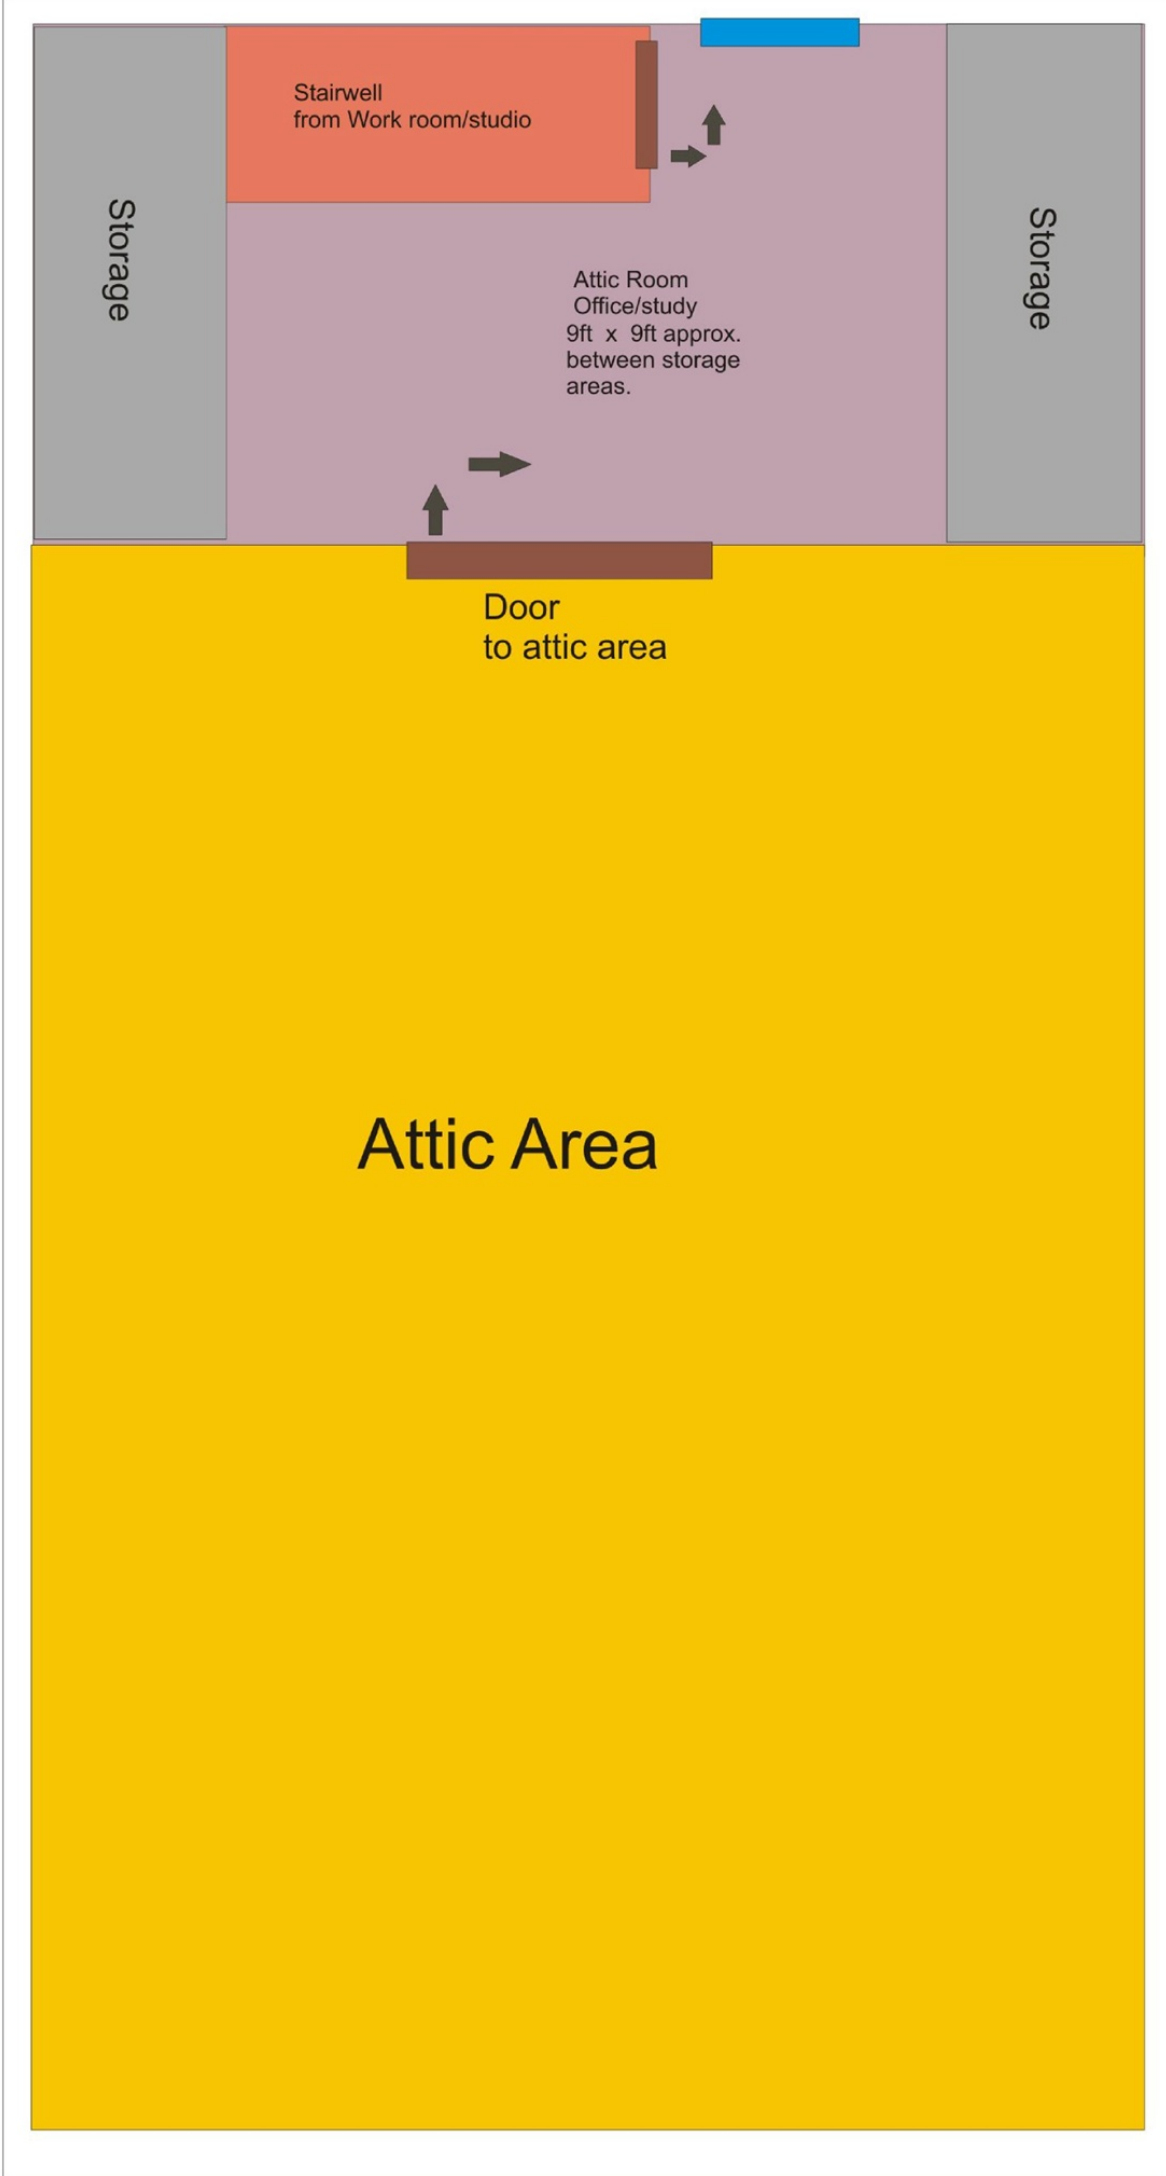 Stairwell
from Work room/studio
Storage
Storage
Attic Room
Office/study
9ft x 9ft approx.
between storage
areas.
Door
to attic area
Attic Area